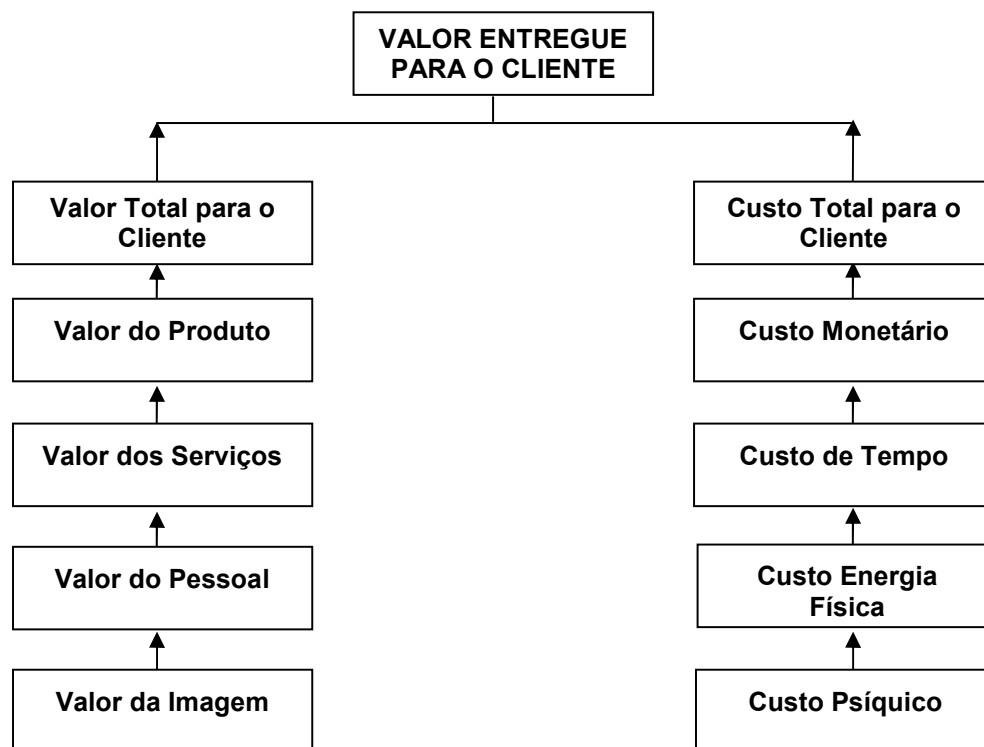 VALOR ENTREGUE
PARA O CLIENTE
Valor Total para o
Cliente
Custo Total para o
Cliente
Valor do Produto
Custo Monetário
Valor dos Serviços
Custo de Tempo
Valor do Pessoal
Custo Energia
Física
Valor da Imagem
Custo Psíquico